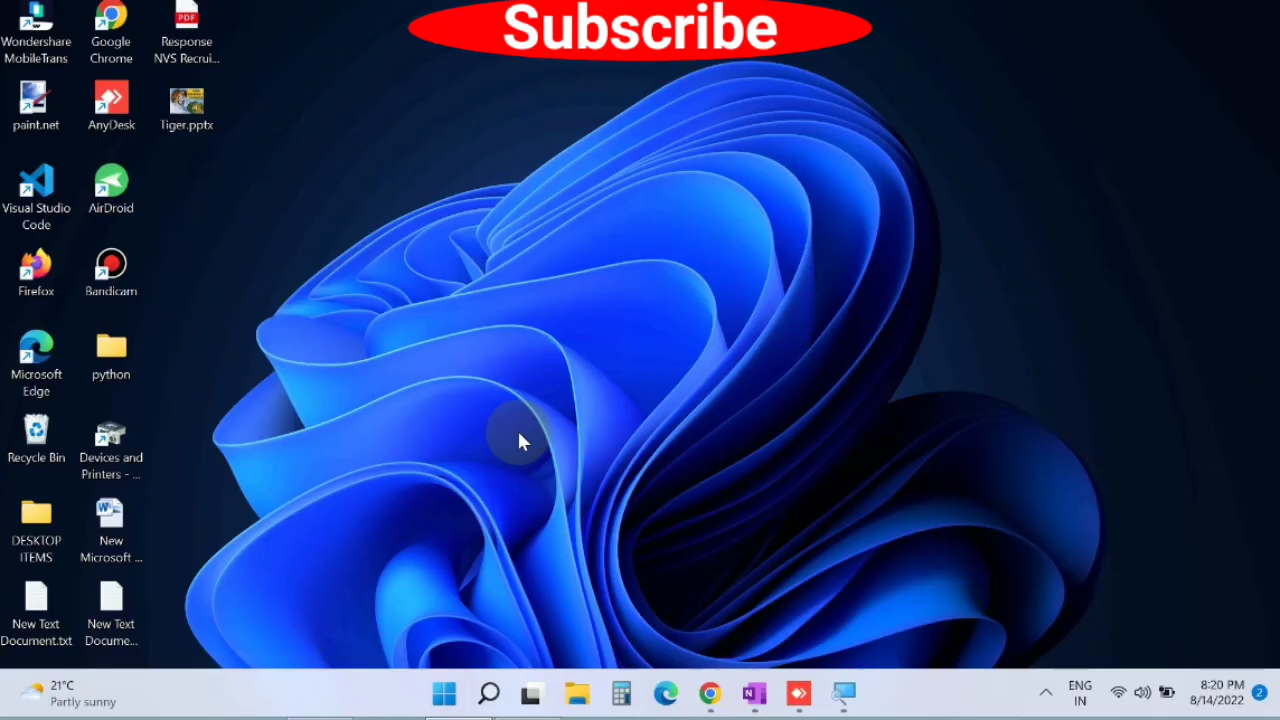 Subscribe
Wondershare
MobileTrans
Google
Chrome
PDF
Response
NVS Recrui...
paint.net
AnyDesk
Tiger.pptx
Visual Studio
Code
AirDroid
Firefox
Bandicam
Microsoft
Edge
python
Recycle Bin
Devices and
Printers - ...
DESKTOP
ITEMS
New
Microsoft ...
New Text
Document.txt
New Text
Docume...
21°C
Partly sunny
ENG
IN
8:20 PM
8/14/2022
2